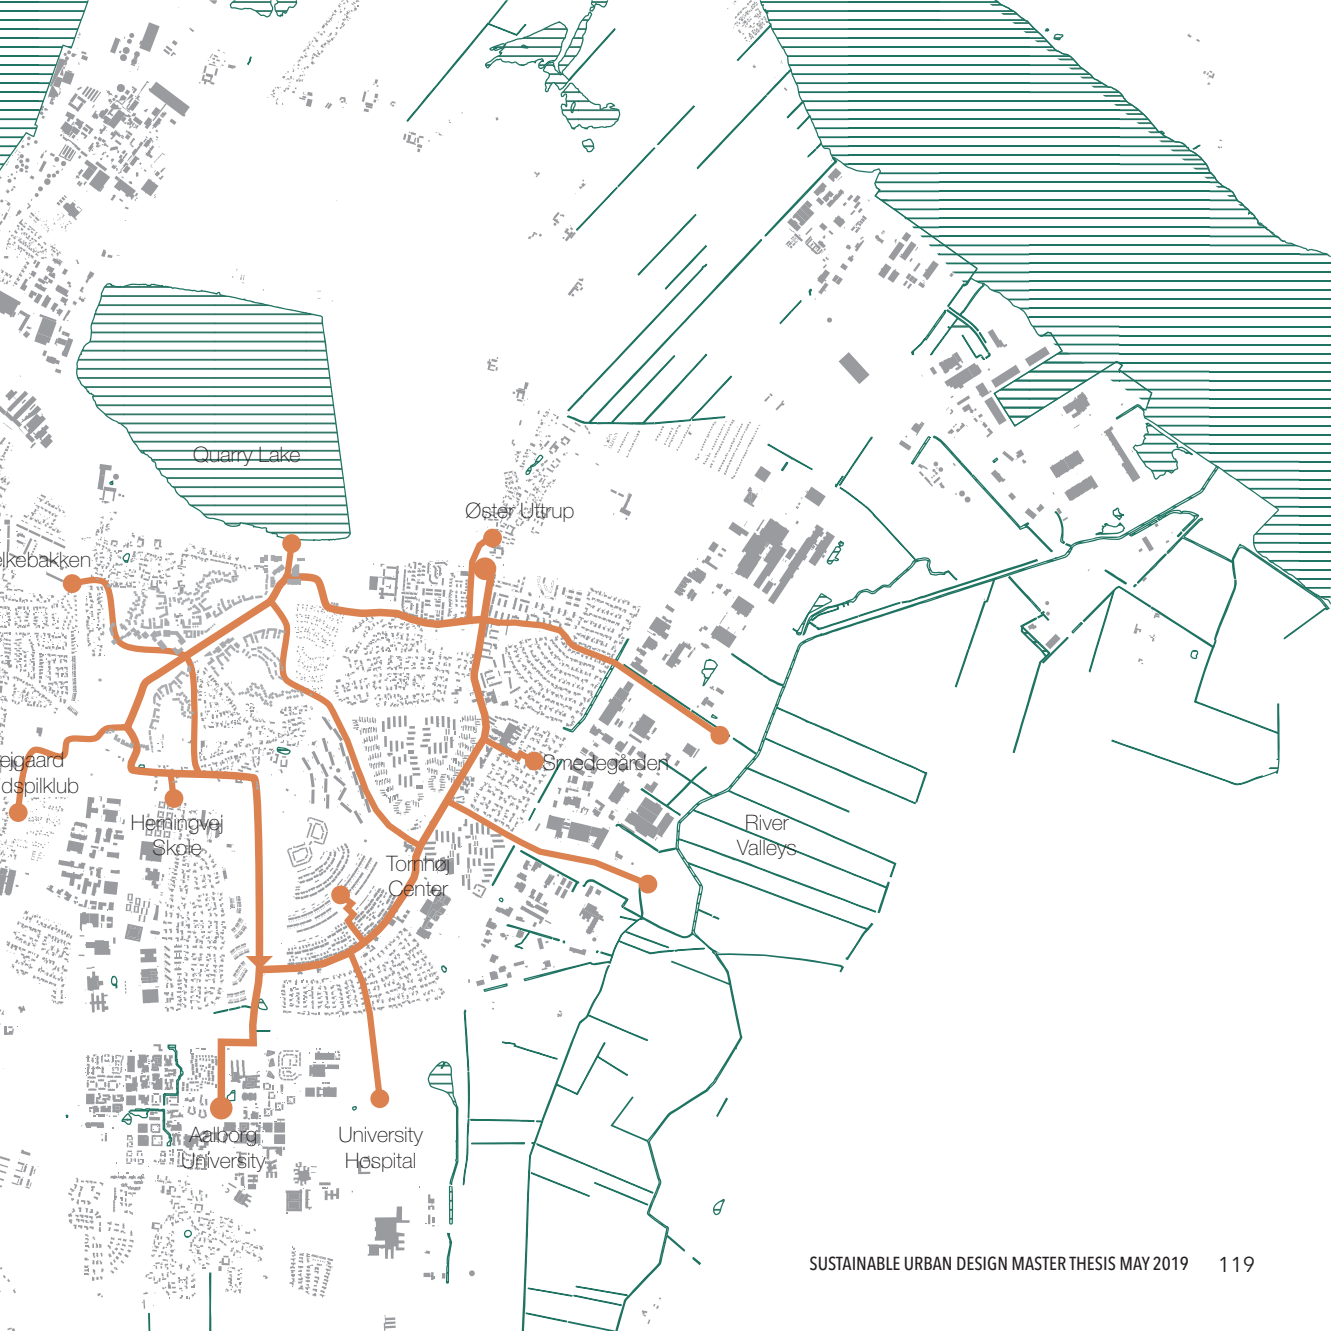 Quarry Lake
Øster Uttrup
elkebakken
Smedegården
ejgaard
dspilklub
Herningvej
Skole
River
Valleys
Tornhøj
Center
Aalborg
University
University
Hospital
SUSTAINABLE URBAN DESIGN MASTER THESIS MAY 2019 119